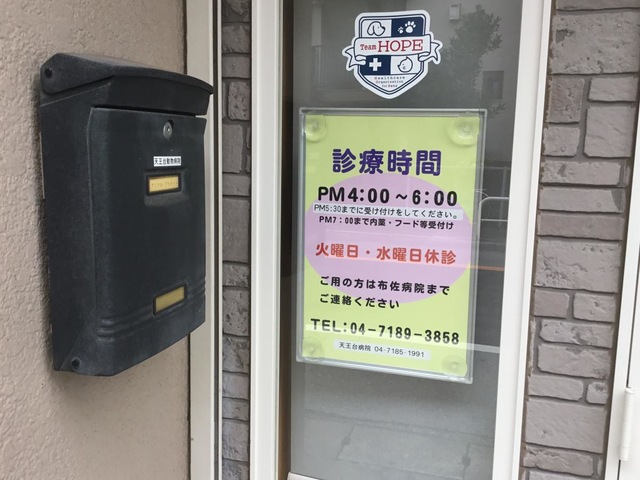 Team HOPE
Healthcare
Organization
for Pets
天王台動物病院
診療時間
PM4:00～6:00
PM5:30までに受け付けをしてください。
PM7:00まで内薬・フード等受付け
火曜日・水曜日休診
ご用の方は布佐病院まで
ご連絡ください
TEL:04-7189-3858
天王台病院 04-7185-1991